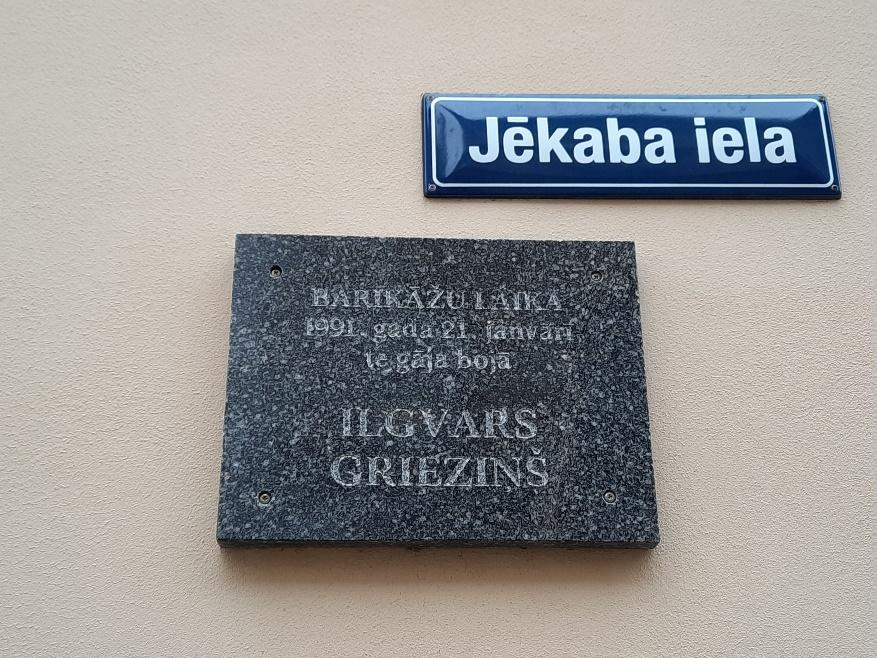 Jēkaba iela
BARIKĀŽU LAIKĀ
1991. gada 21. janvārī
te gāja bojā
ILGVARS
GRIEZIŅŠ